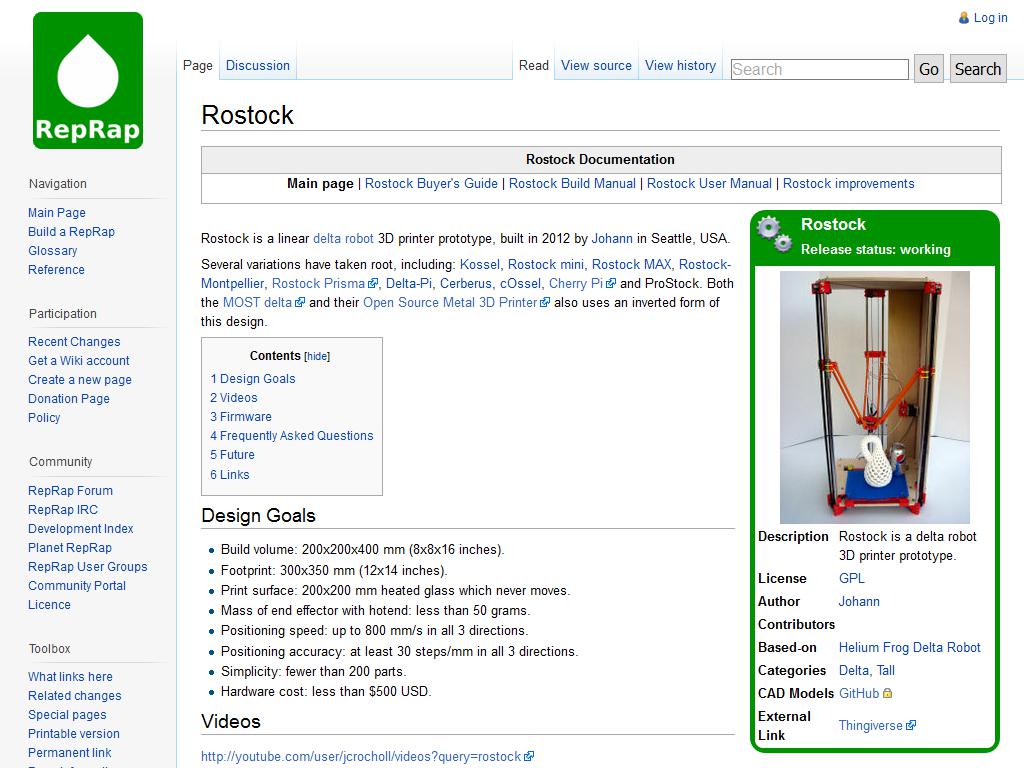 Log in
RepRap
Page Discussion Read View source View history Search Go Search
Rostock
Rostock Documentation
Main page | Rostock Buyer's Guide | Rostock Build Manual | Rostock User Manual | Rostock improvements
Rostock is a linear delta robot 3D printer prototype, built in 2012 by Johann in Seattle, USA.
Several variations have taken root, including: Kossel, Rostock mini, Rostock MAX, Rostock-
Montpellier, Rostock Prisma, Delta-Pi, Cerberus, cOssel, Cherry Pi and ProStock. Both
the MOST delta and their Open Source Metal 3D Printer also uses an inverted form of
this design.
Contents [hide]
1 Design Goals
2 Videos
3 Firmware
4 Frequently Asked Questions
5 Future
6 Links
Design Goals
Build volume: 200x200x400 mm (8x8x16 inches).
Footprint: 300x350 mm (12x14 inches).
Print surface: 200x200 mm heated glass which never moves.
Mass of end effector with hotend: less than 50 grams.
Positioning speed: up to 800 mm/s in all 3 directions.
Positioning accuracy: at least 30 steps/mm in all 3 directions.
Simplicity: fewer than 200 parts.
Hardware cost: less than $500 USD.
Videos
http://youtube.com/user/jcrocholl/videos?query=rostock
Rostock
Release status: working
Description Rostock is a delta robot
3D printer prototype.
License GPL
Author Johann
Contributors
Based-on Helium Frog Delta Robot
Categories Delta, Tall
CAD Models GitHub
External
Link Thingiverse
Navigation
Main Page
Build a RepRap
Glossary
Reference
Participation
Recent Changes
Get a Wiki account
Create a new page
Donation Page
Policy
Community
RepRap Forum
RepRap IRC
Development Index
Planet RepRap
RepRap User Groups
Community Portal
Licence
Toolbox
What links here
Related changes
Special pages
Printable version
Permanent link